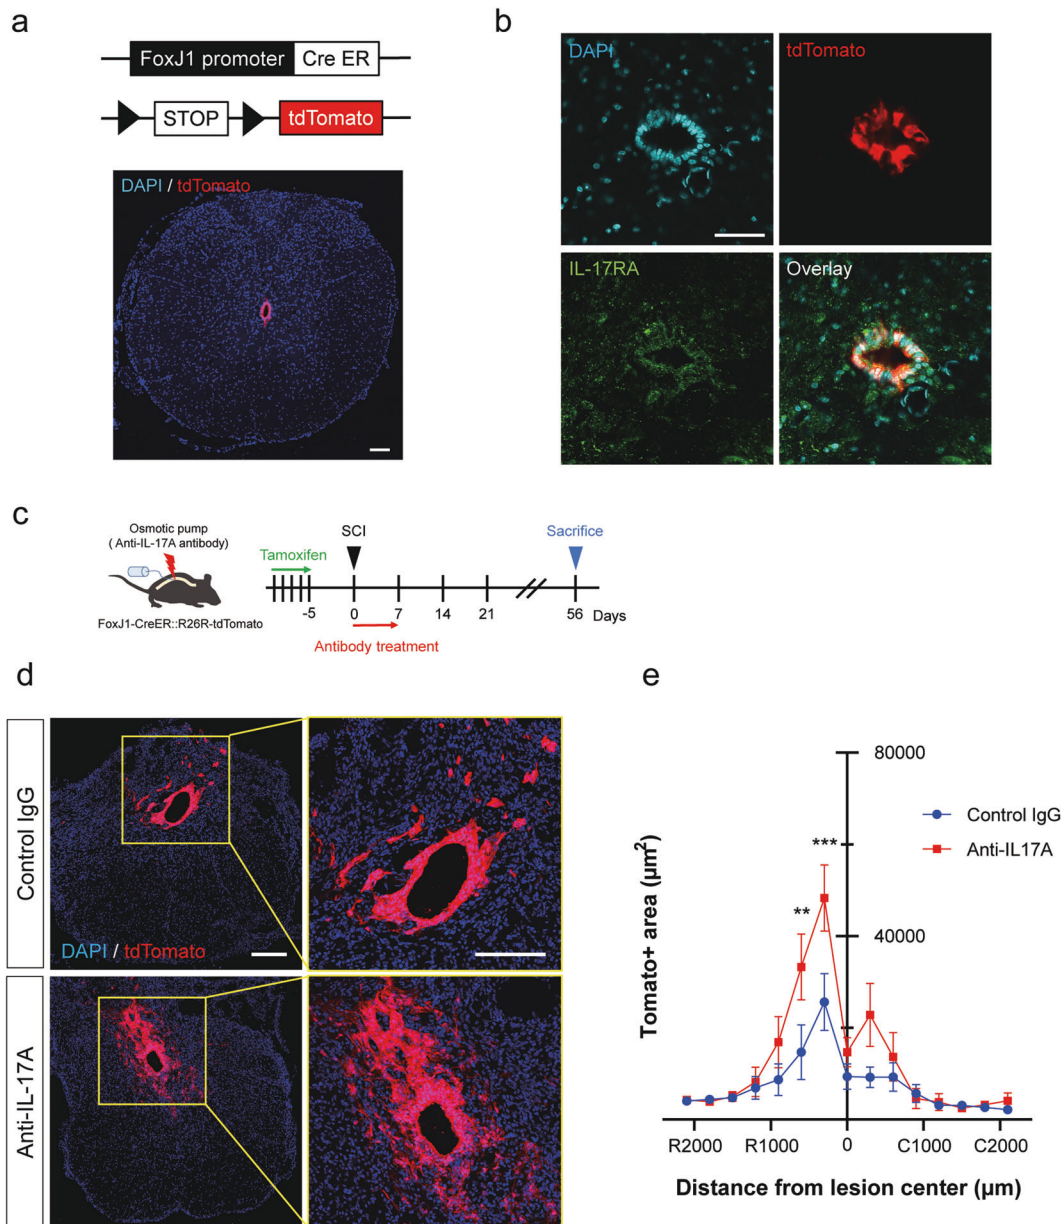 a
FoxJ1 promoter Cre ER
STOP tdTomato
DAPI / tdTomato
b
DAPI
tdTomato
IL-17RA
Overlay
c
Osmotic pump
( Anti-IL-17A antibody)
FoxJ1-CreER::R26R-tdTomato
Tamoxifen
SCI
Sacrifice
-5 0 7 14 21 56 Days
Antibody treatment
d
Control IgG
DAPI / tdTomato
Anti-IL-17A
e
Tomato+ area (µm²)
80000
40000
Control IgG
Anti-IL17A
***
**
R2000 R1000 0 C1000 C2000
Distance from lesion center (µm)